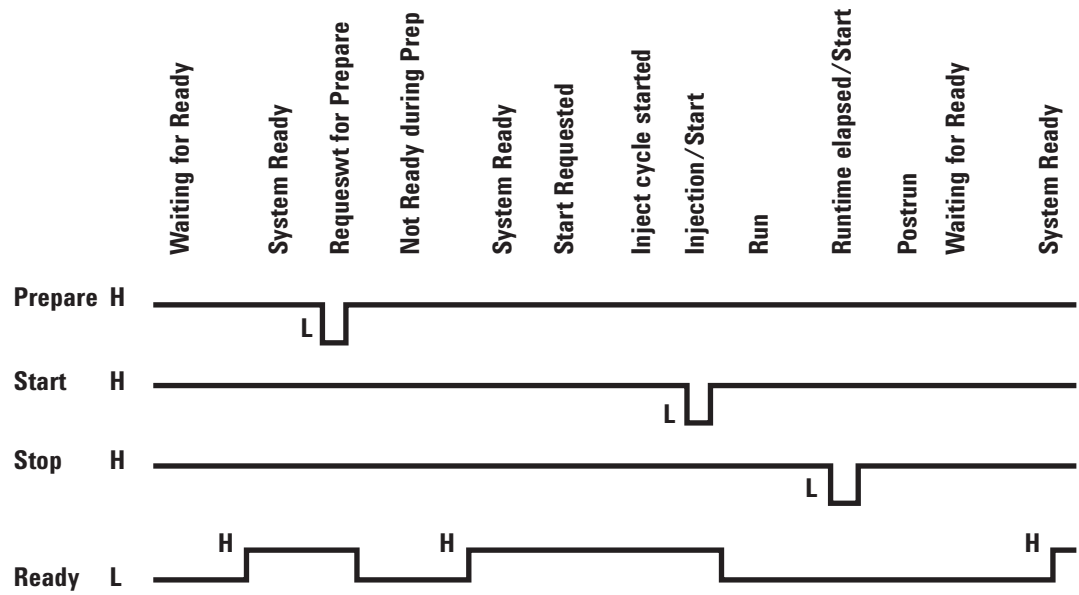 Waiting for Ready
System Ready
Requeswt for Prepare
Not Ready during Prep
System Ready
Start Requested
Inject cycle started
Injection/Start
Run
Runtime elapsed/Start
Postrun
Waiting for Ready
System Ready
Prepare H
L
Start H
L
Stop H
L
H H H
Ready L